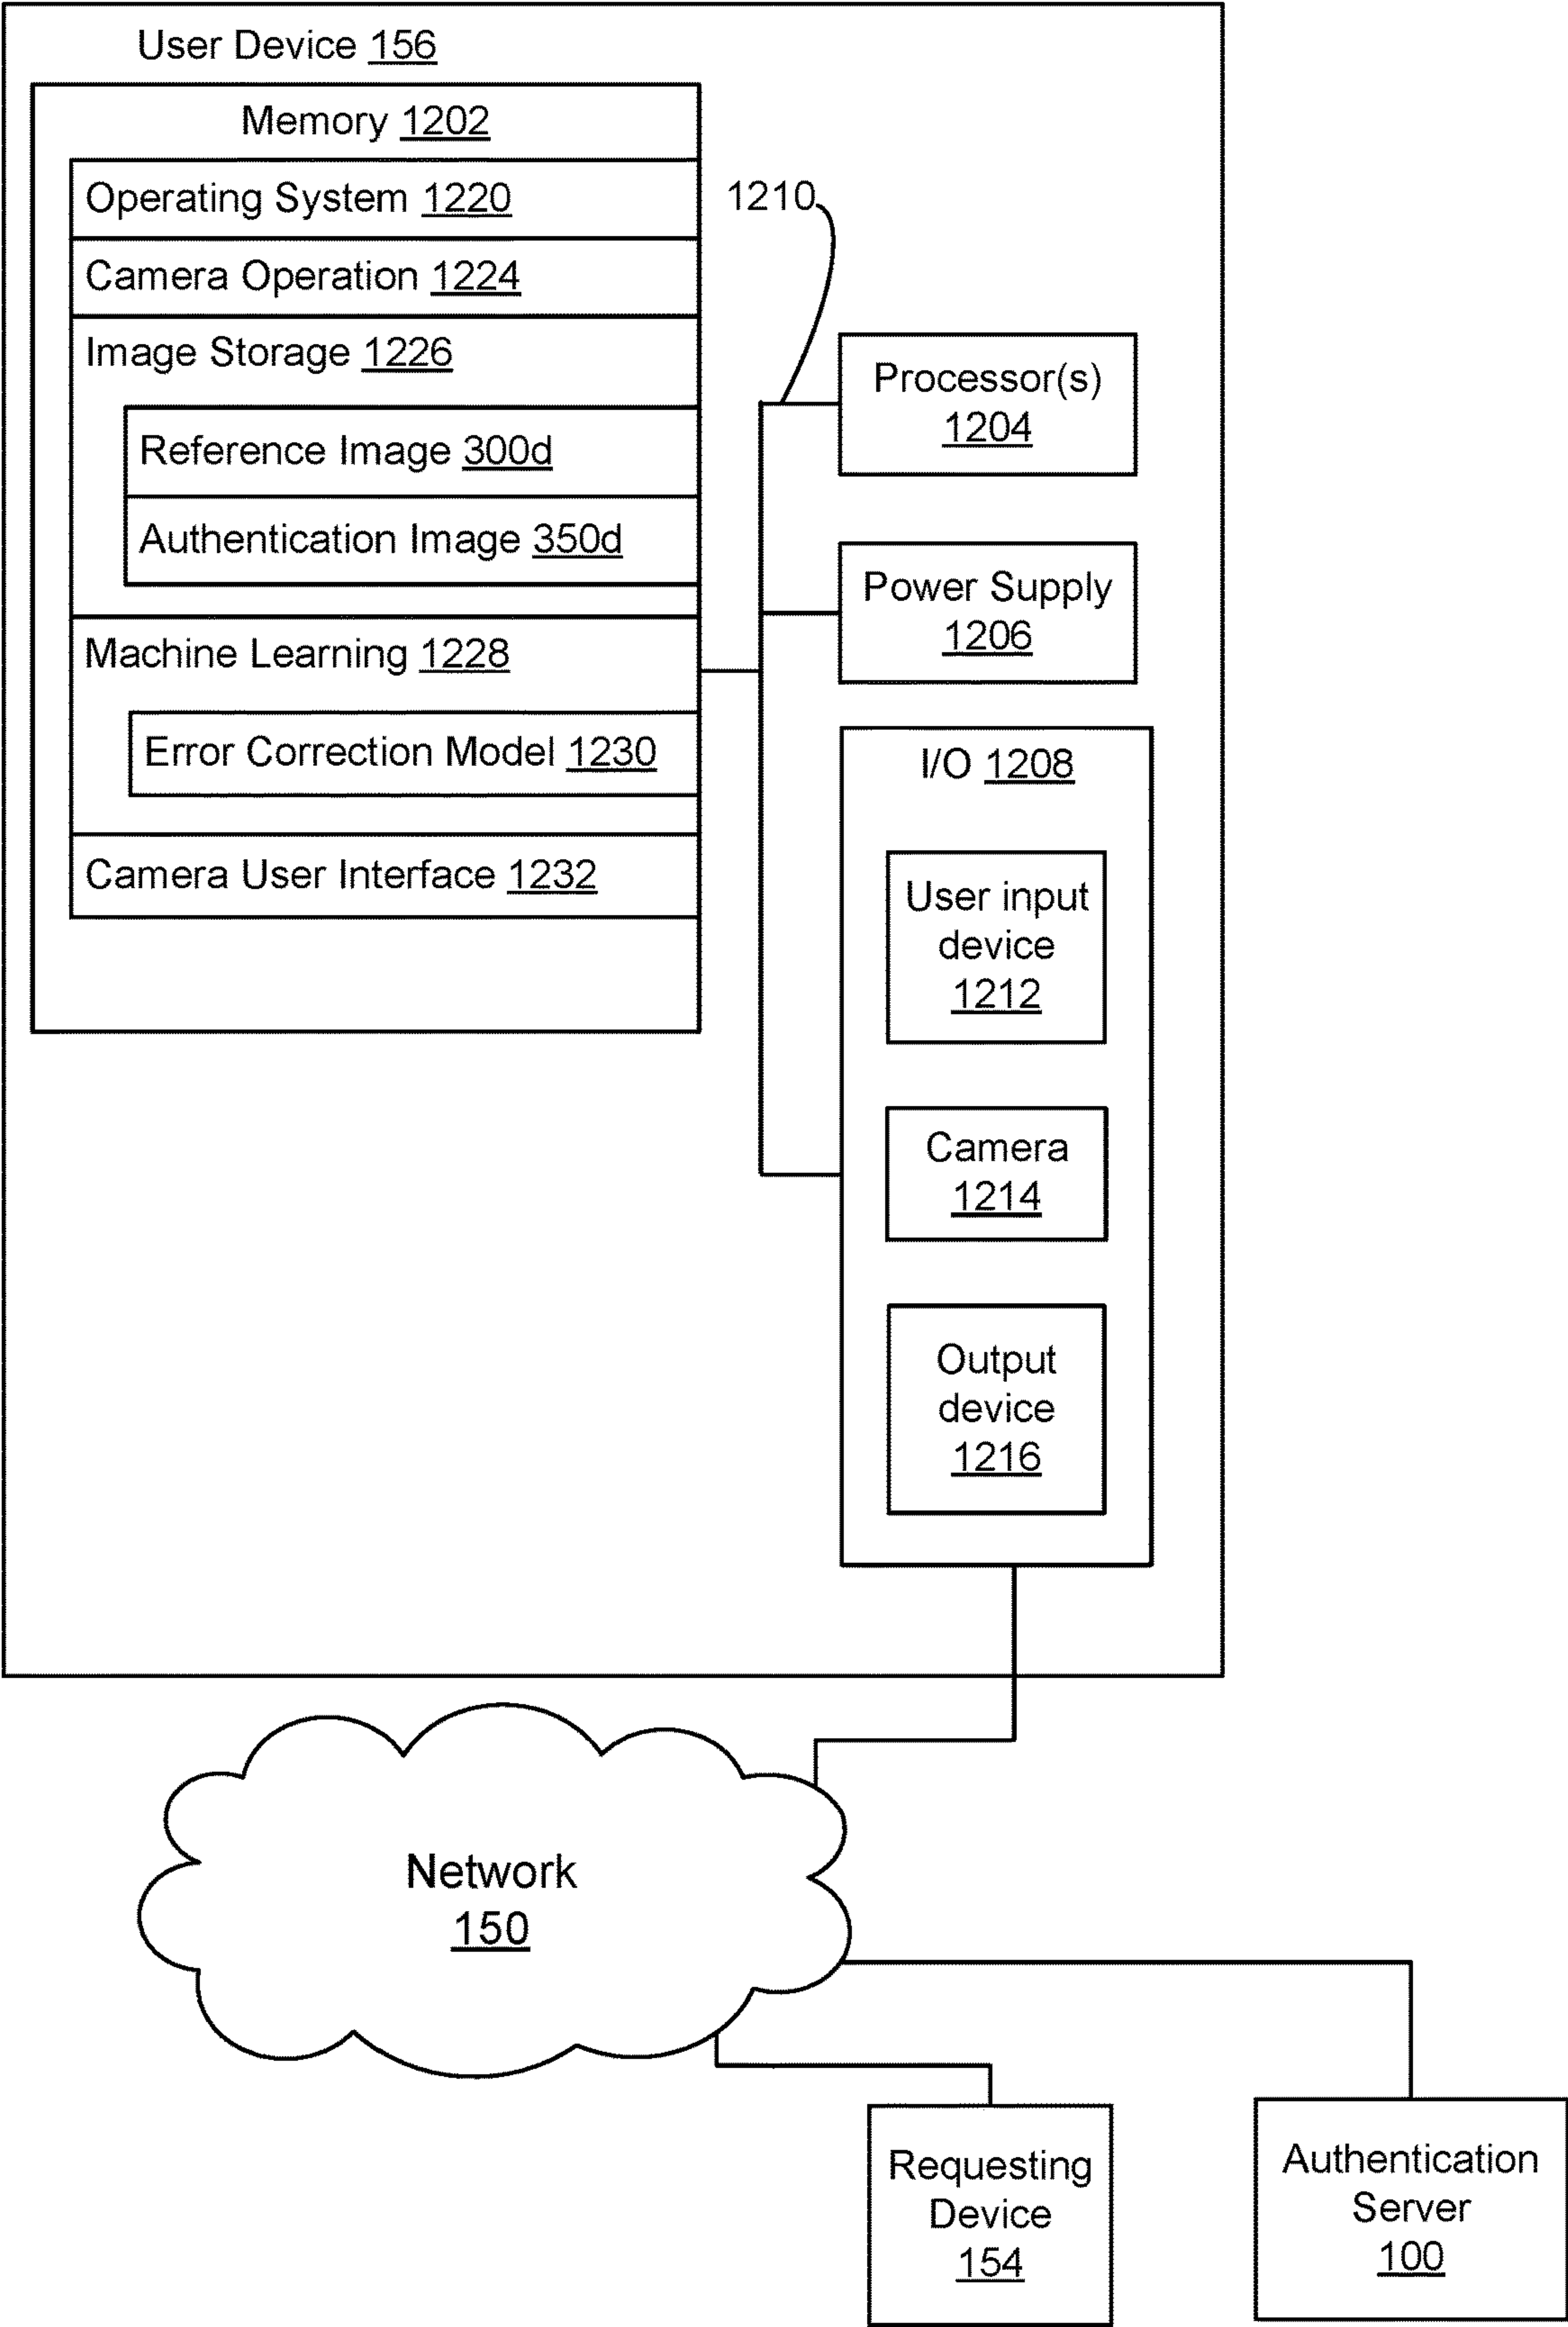 User Device 156
Memory 1202
Operating System 1220
Camera Operation 1224
Image Storage 1226
Reference Image 300d
Authentication Image 350d
Machine Learning 1228
Error Correction Model 1230
Camera User Interface 1232
1210
Processor(s)
1204
Power Supply
1206
I/O 1208
User input
device
1212
Camera
1214
Output
device
1216
Network
150
Requesting
Device
154
Authentication
Server
100